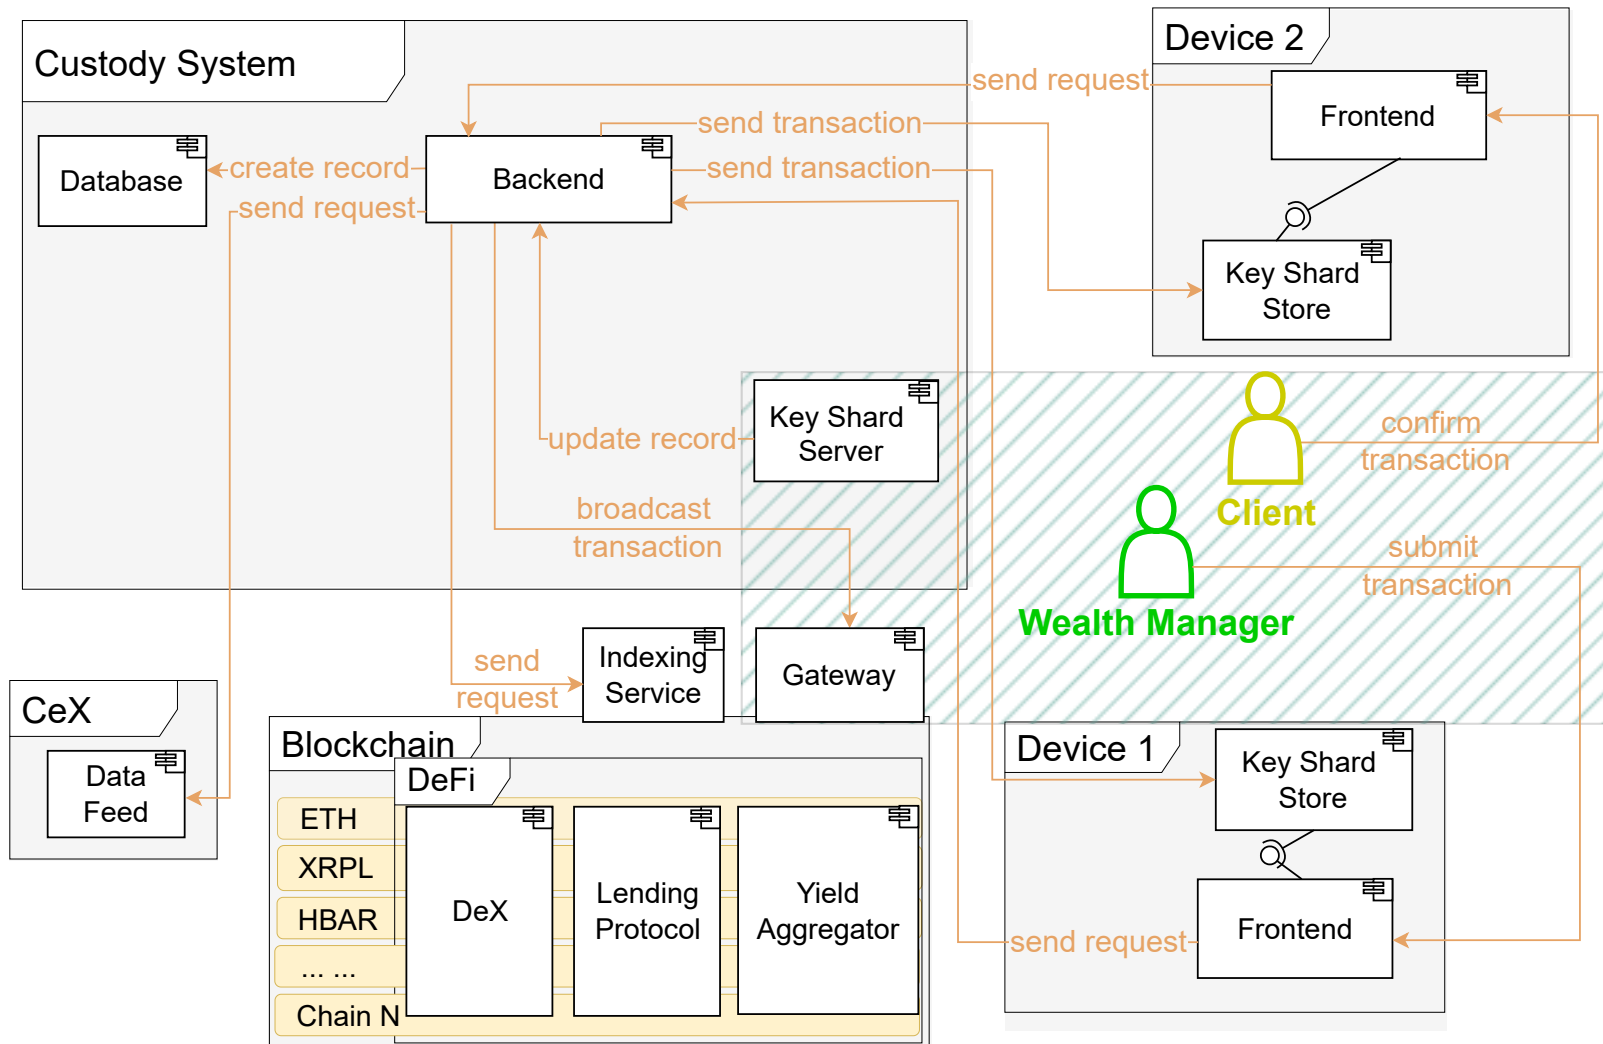 Custody System
Device 2
send request
Frontend
send transaction
Database
create record
Backend
send transaction
send request
Key Shard
Store
Key Shard
Server
update record
confirm
transaction
Client
broadcast
transaction
submit
transaction
Wealth Manager
Indexing
Service
Gateway
send
request
CeX
Data
Feed
Blockchain
DeFi
ETH
XRPL
HBAR
... ...
Chain N
DeX
Lending
Protocol
Yield
Aggregator
Device 1
Key Shard
Store
send request
Frontend